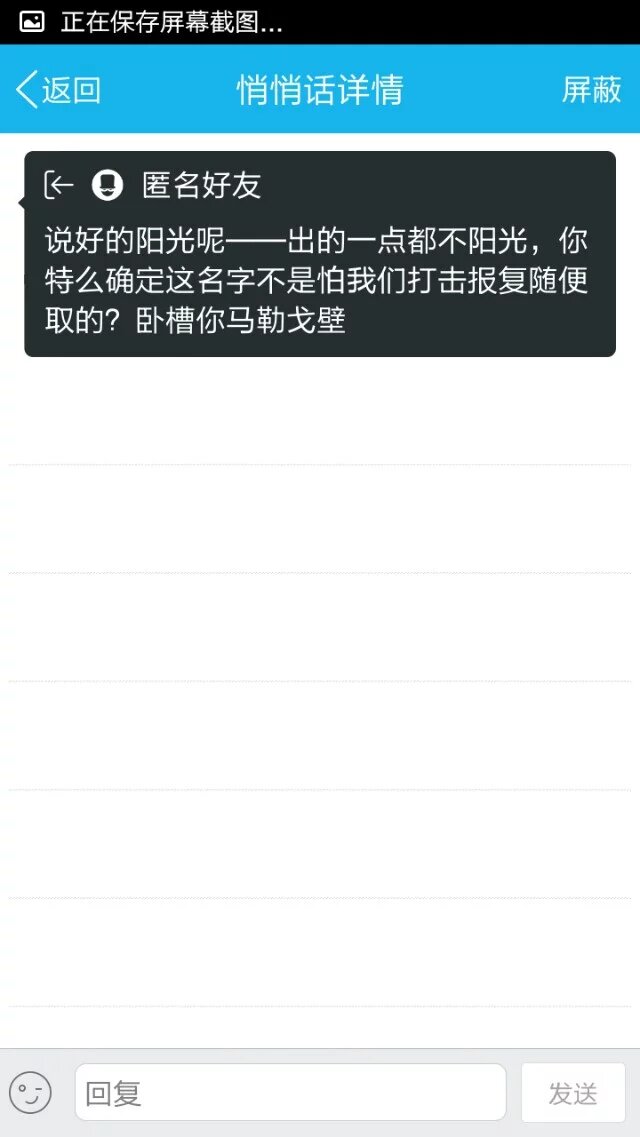 正在保存屏幕截图...
返回 悄悄话详情 屏蔽
匿名好友
说好的阳光呢——出的一点都不阳光，你
特么确定这名字不是怕我们打击报复随便
取的？卧槽你马勒戈壁
回复 发送